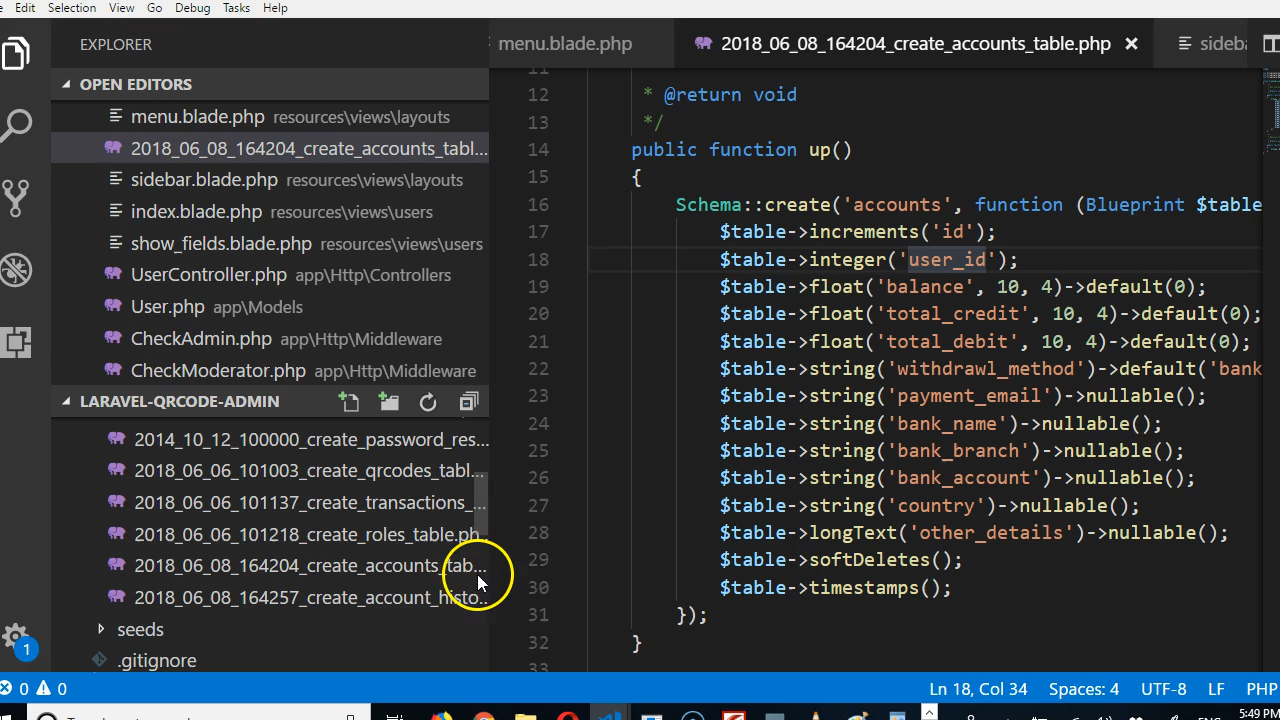 Edit Selection View Go Debug Tasks Help
EXPLORER
OPEN EDITORS
menu.blade.php resources\views\layouts
2018_06_08_164204_create_accounts_tabl...
sidebar.blade.php resources\views\layouts
index.blade.php resources\views\users
show_fields.blade.php resources\views\users
UserController.php app\Http\Controllers
User.php app\Models
CheckAdmin.php app\Http\Middleware
CheckModerator.php app\Http\Middleware
LARAVEL-QRCODE-ADMIN
2014_10_12_100000_create_password_res...
2018_06_06_101003_create_qrcodes_tabl...
2018_06_06_101137_create_transactions_...
2018_06_06_101218_create_roles_table.ph...
2018_06_08_164204_create_accounts_tab...
2018_06_08_164257_create_account_histo...
seeds
.gitignore
menu.blade.php
2018_06_08_164204_create_accounts_table.php
sideba
11
12 * @return void
13 */
14 public function up()
15 {
16 Schema::create('accounts', function (Blueprint $table
17 $table->increments('id');
18 $table->integer('user_id');
19 $table->float('balance', 10, 4)->default(0);
20 $table->float('total_credit', 10, 4)->default(0);
21 $table->float('total_debit', 10, 4)->default(0);
22 $table->string('withdrawl_method')->default('bank
23 $table->string('payment_email')->nullable();
24 $table->string('bank_name')->nullable();
25 $table->string('bank_branch')->nullable();
26 $table->string('bank_account')->nullable();
27 $table->string('country')->nullable();
28 $table->longText('other_details')->nullable();
29 $table->softDeletes();
30 $table->timestamps();
31 });
32 }
33
1
0 0
Ln 18, Col 34 Spaces: 4 UTF-8 LF PHP
5:49 PM